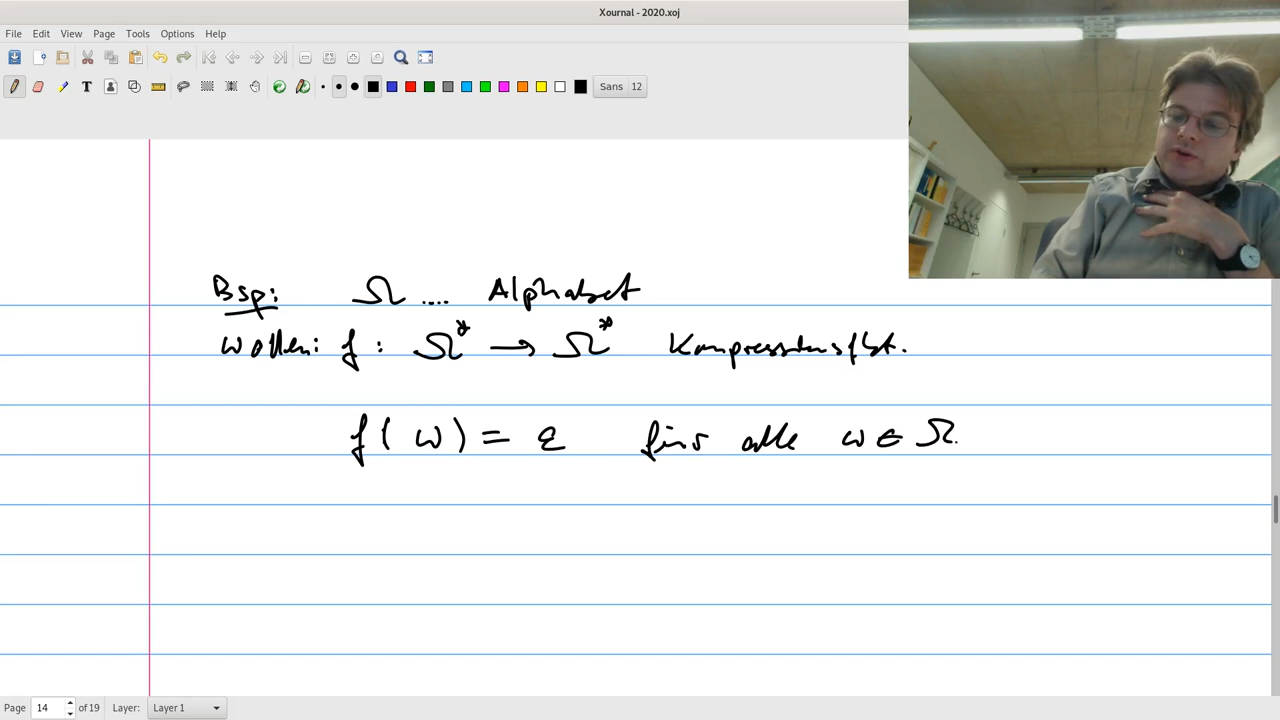 Xournal - 2020.xoj
File Edit View Page Tools Options Help
T Sans 12
Bsp: Ω .... Alphabet
wollen: f : Ω* → Ω* Kompressionsfkt.
f( w ) = ε für alle w ∈ Ω.
Page 14 of 19 Layer: Layer 1